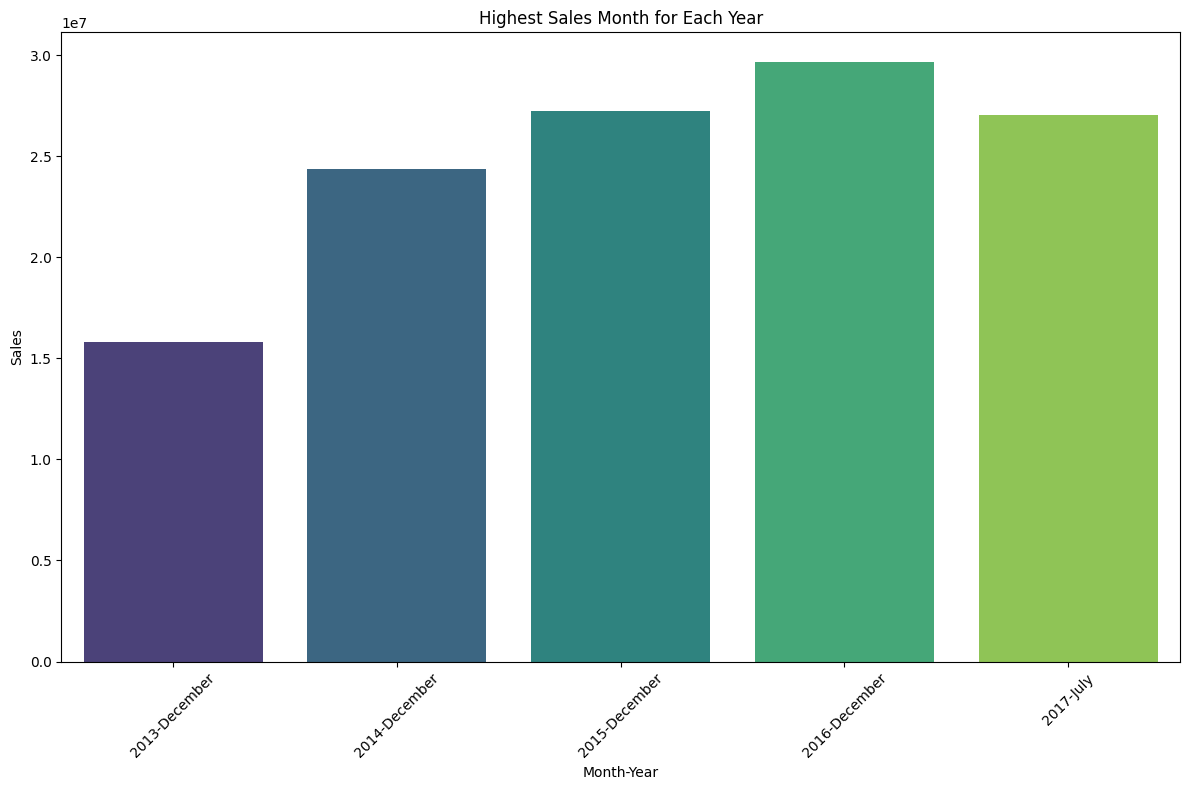 Highest Sales Month for Each Year
1e7
3.0
2.5
2.0
1.5
1.0
0.5
0.0
Sales
2013-December
2014-December
2015-December
2016-December
2017-July
Month-Year